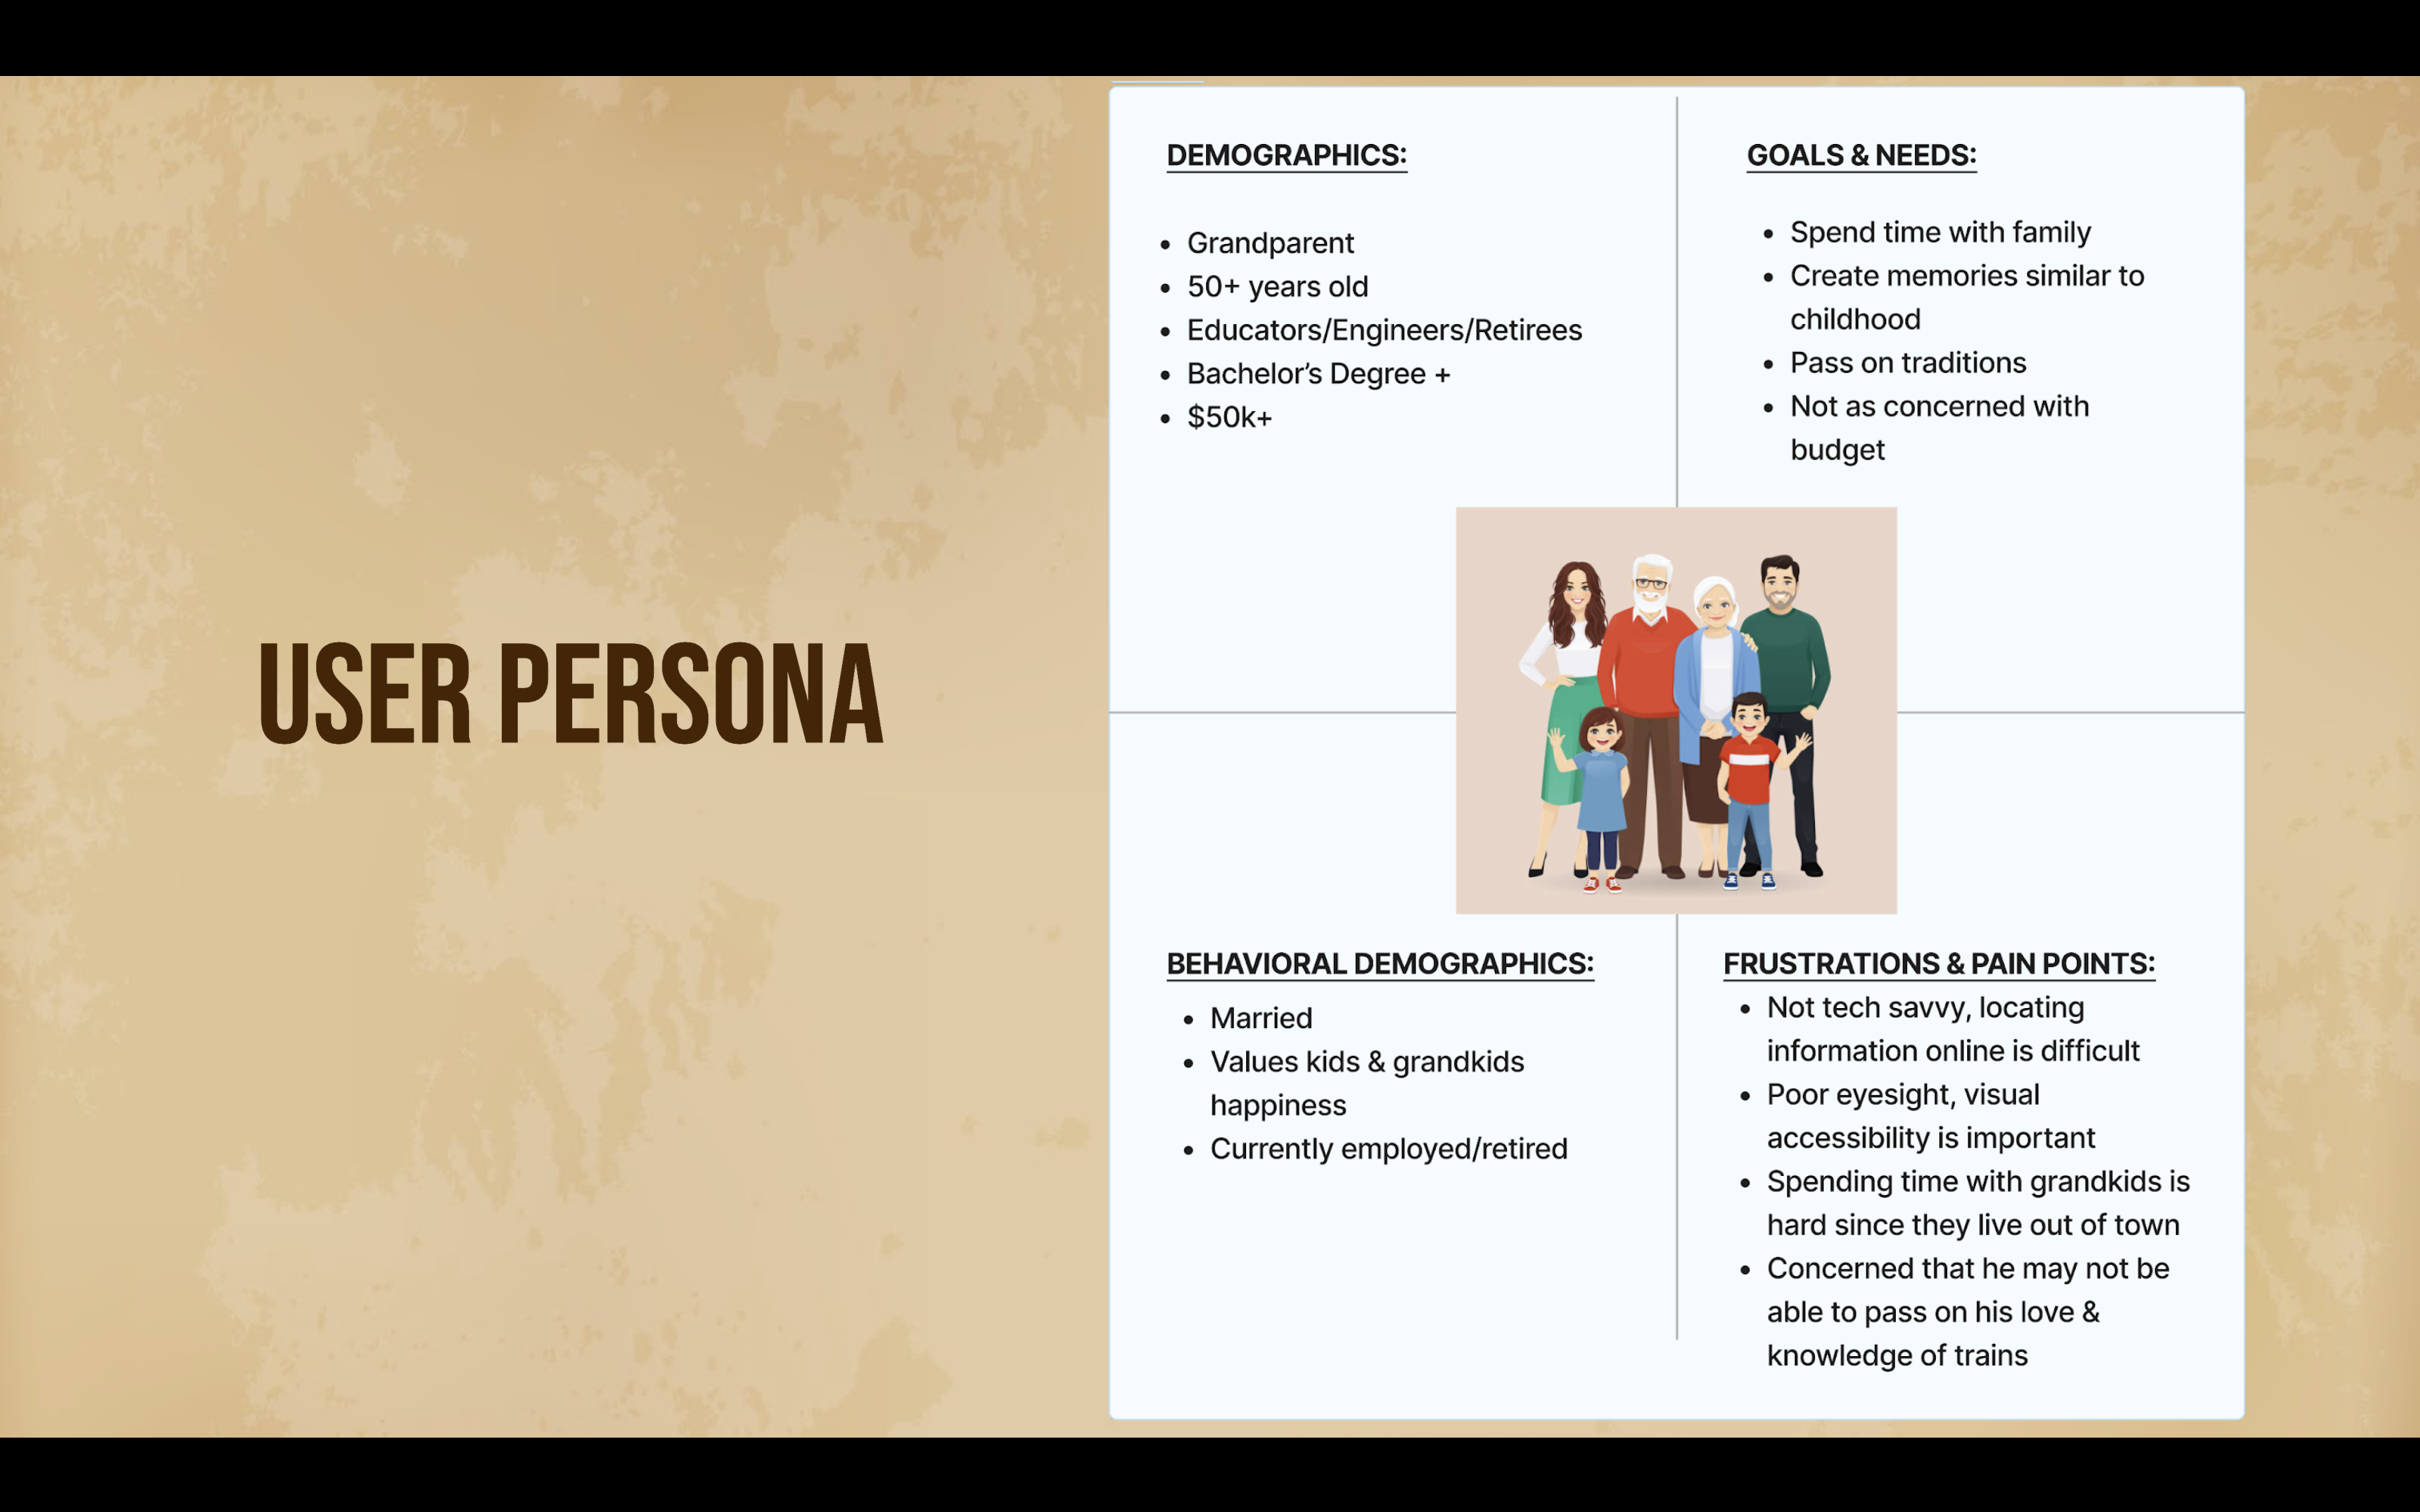 USER PERSONA
DEMOGRAPHICS:
• Grandparent
• 50+ years old
• Educators/Engineers/Retirees
• Bachelor’s Degree +
• $50k+
GOALS & NEEDS:
• Spend time with family
• Create memories similar to
childhood
• Pass on traditions
• Not as concerned with
budget
BEHAVIORAL DEMOGRAPHICS:
• Married
• Values kids & grandkids
happiness
• Currently employed/retired
FRUSTRATIONS & PAIN POINTS:
• Not tech savvy, locating
information online is difficult
• Poor eyesight, visual
accessibility is important
• Spending time with grandkids is
hard since they live out of town
• Concerned that he may not be
able to pass on his love &
knowledge of trains